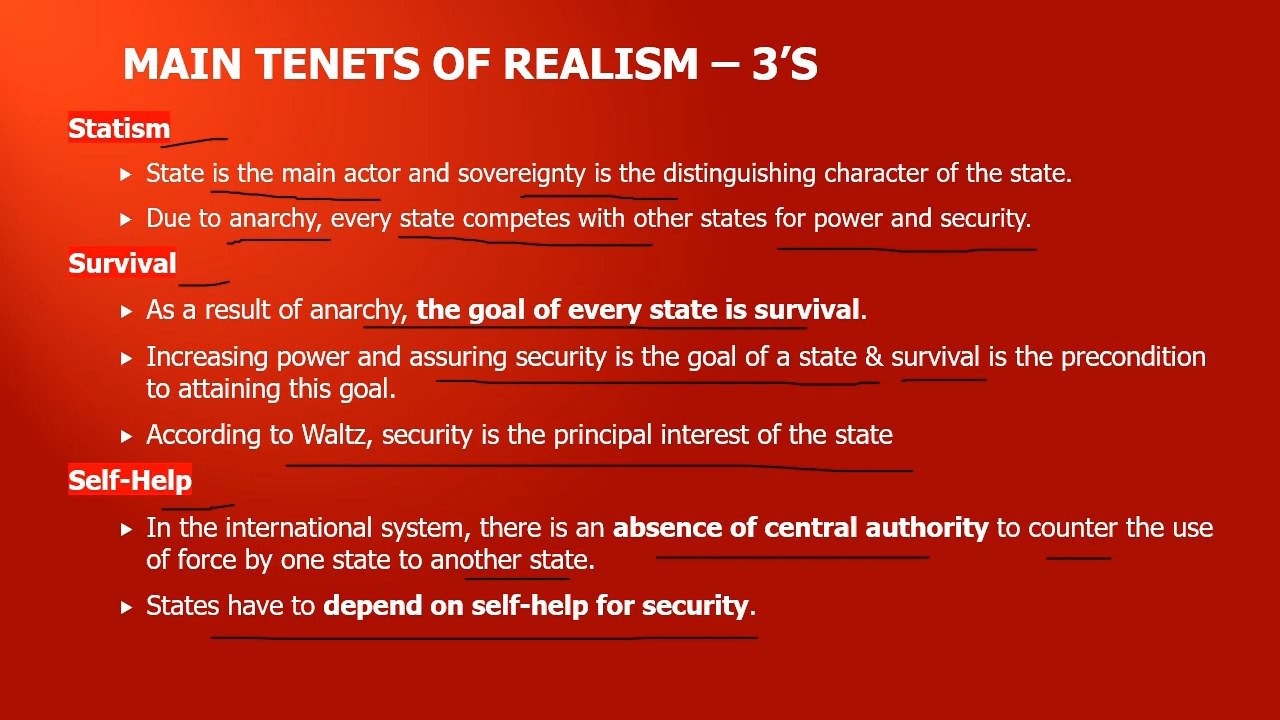 MAIN TENETS OF REALISM – 3’S
Statism
State is the main actor and sovereignty is the distinguishing character of the state.
Due to anarchy, every state competes with other states for power and security.
Survival
As a result of anarchy, the goal of every state is survival.
Increasing power and assuring security is the goal of a state & survival is the precondition
to attaining this goal.
According to Waltz, security is the principal interest of the state
Self-Help
In the international system, there is an absence of central authority to counter the use
of force by one state to another state.
States have to depend on self-help for security.